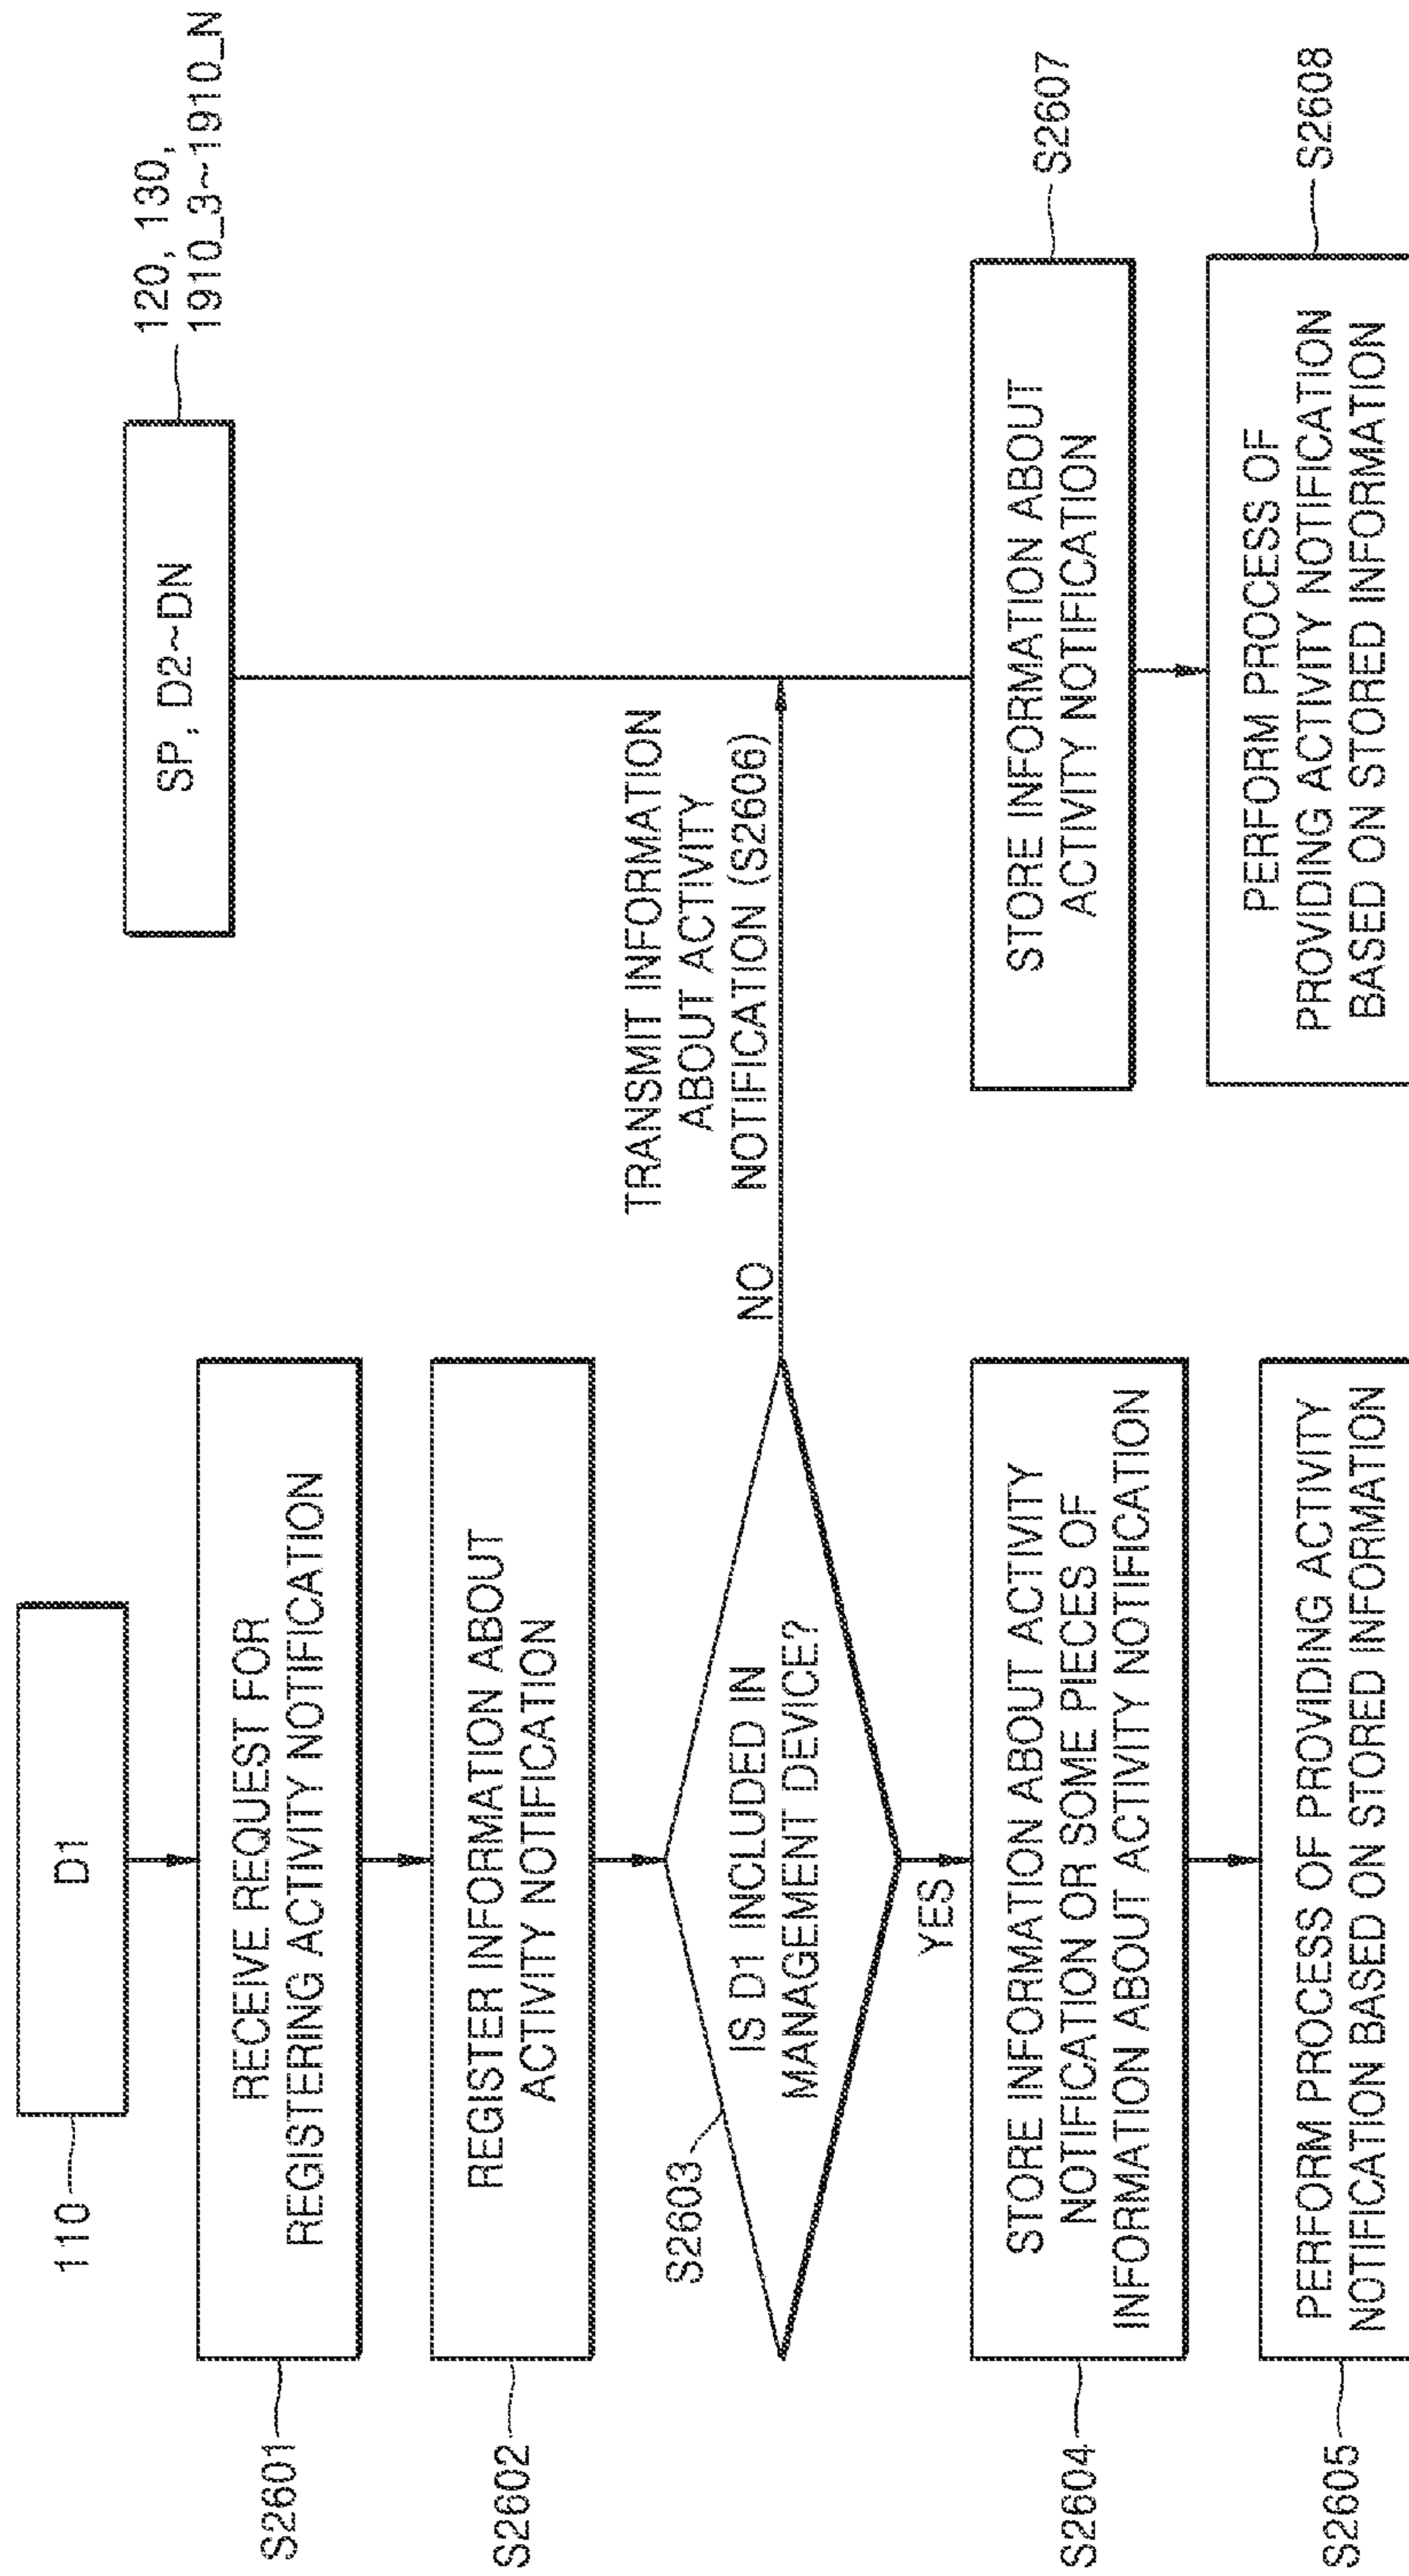 D1
110
RECEIVE REQUEST FOR
REGISTERING ACTIVITY NOTIFICATION
S2601
REGISTER INFORMATION ABOUT
ACTIVITY NOTIFICATION
S2602
S2603
IS D1 INCLUDED IN
MANAGEMENT DEVICE?
YES
NO
STORE INFORMATION ABOUT ACTIVITY
NOTIFICATION OR SOME PIECES OF
INFORMATION ABOUT ACTIVITY NOTIFICATION
S2604
PERFORM PROCESS OF PROVIDING ACTIVITY
NOTIFICATION BASED ON STORED INFORMATION
S2605
SP, D2~DN
120, 130,
1910_3~1910_N
TRANSMIT INFORMATION
ABOUT ACTIVITY
NOTIFICATION (S2606)
STORE INFORMATION ABOUT
ACTIVITY NOTIFICATION
S2607
PERFORM PROCESS OF
PROVIDING ACTIVITY NOTIFICATION
BASED ON STORED INFORMATION
S2608